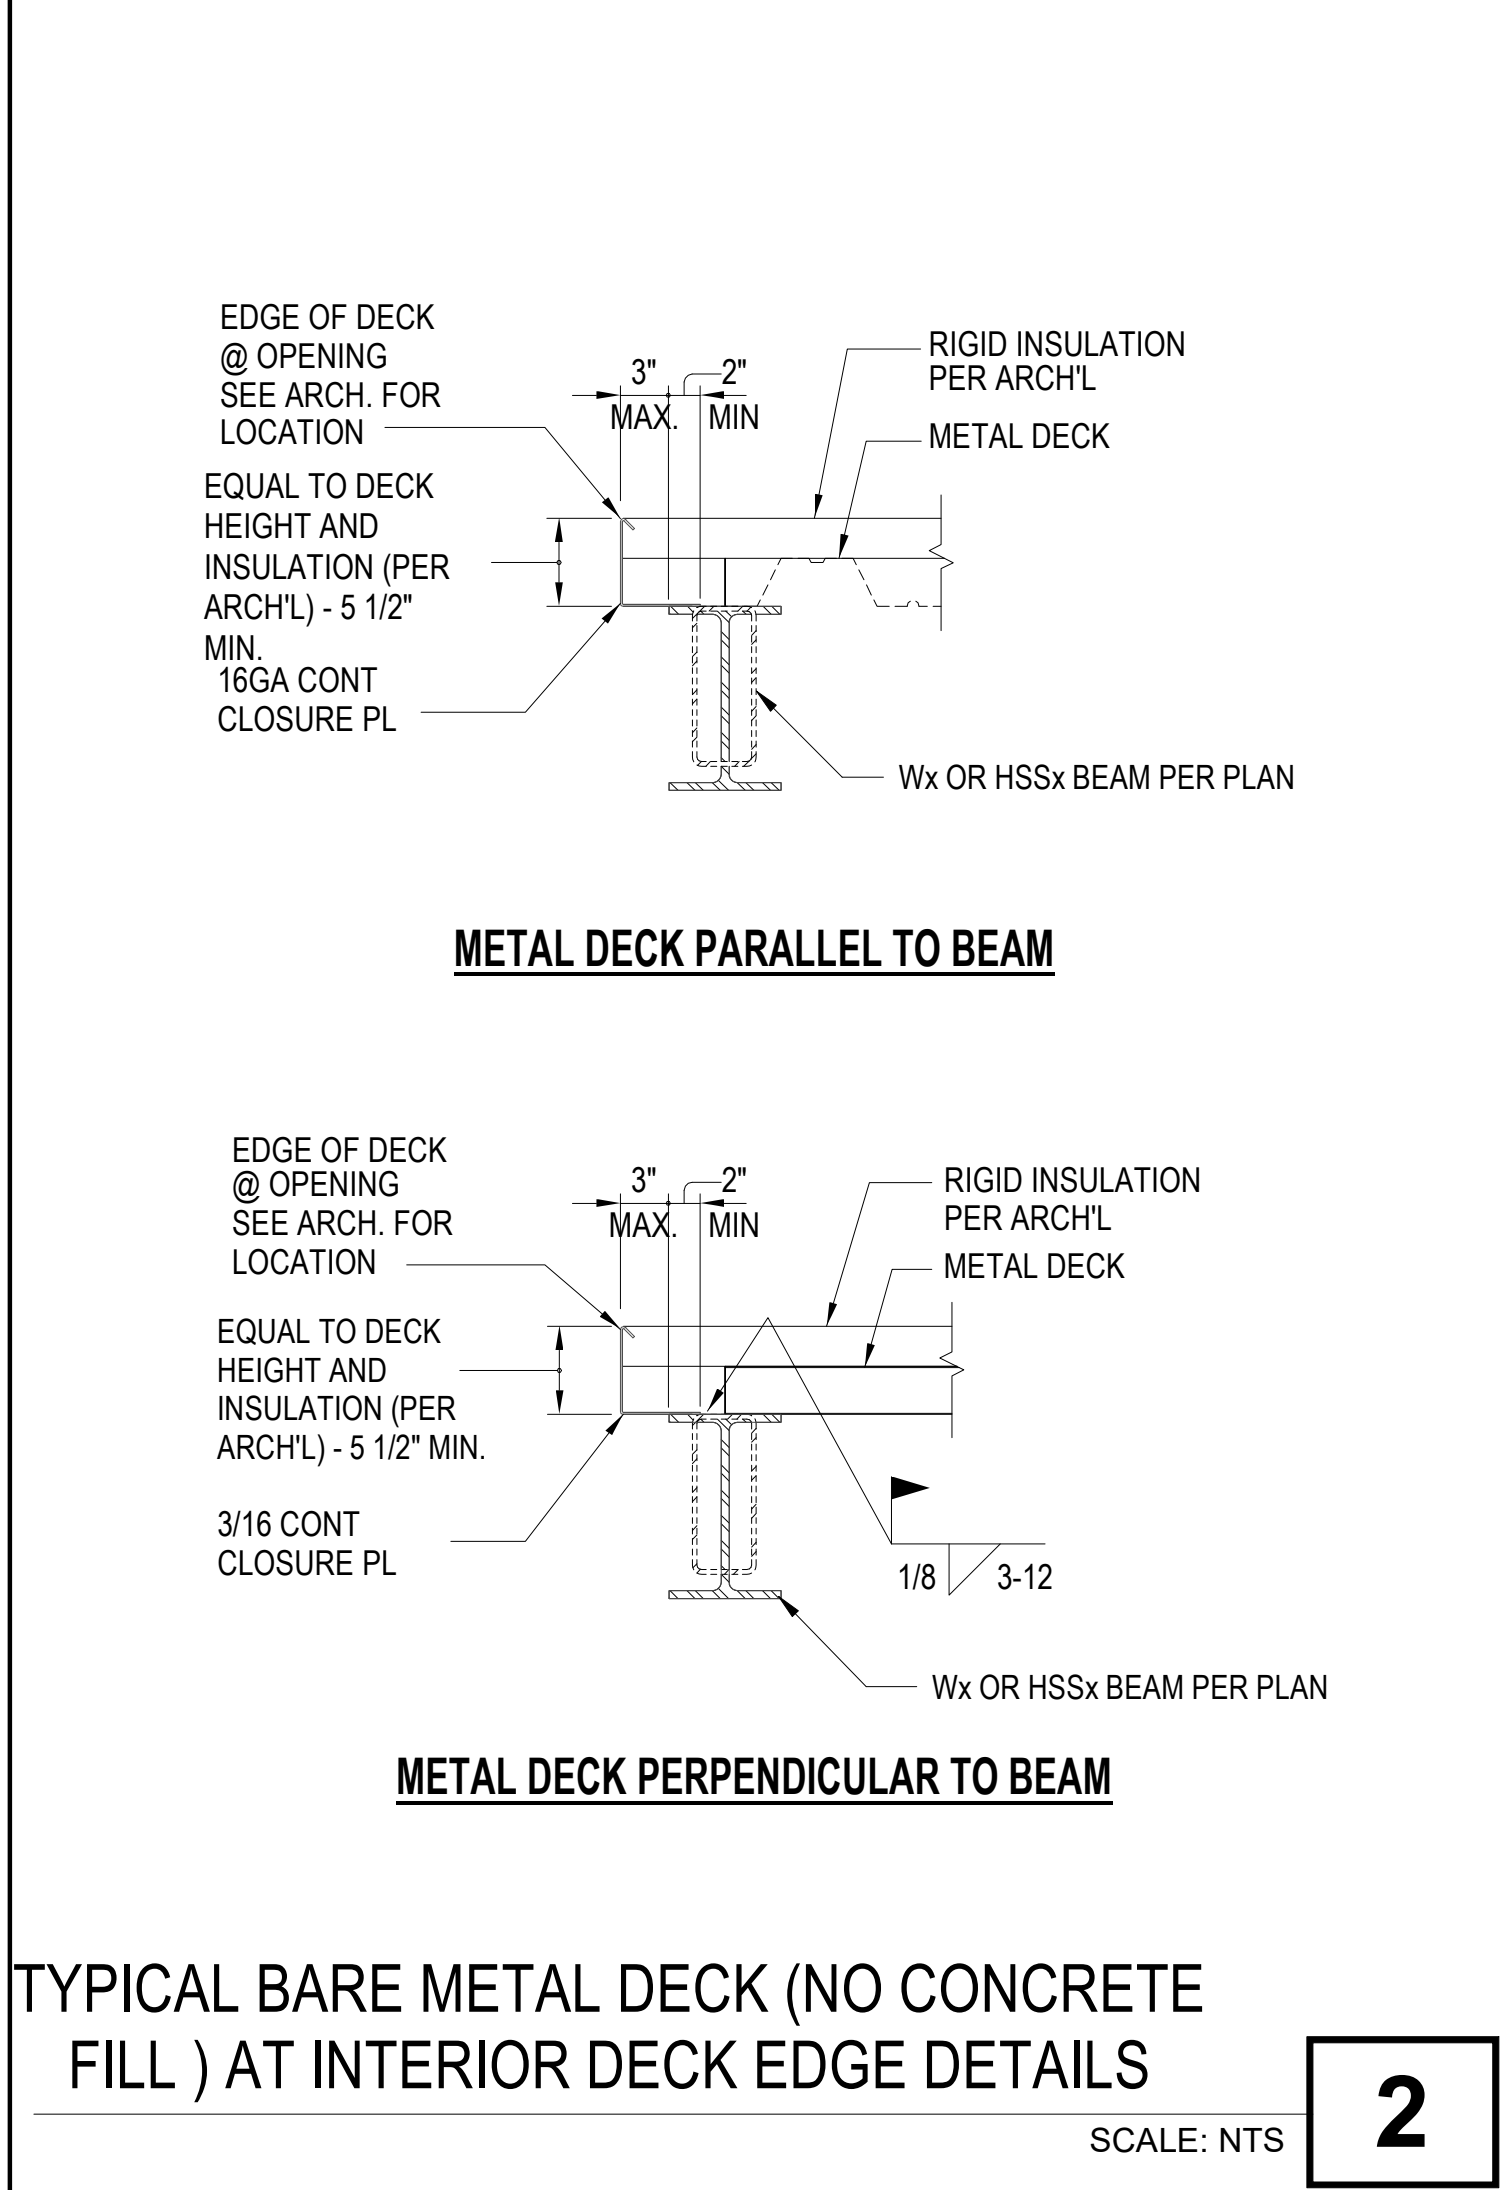 EDGE OF DECK
@ OPENING
SEE ARCH. FOR
LOCATION
3"
2"
MAX.
MIN
RIGID INSULATION
PER ARCH'L
METAL DECK
EQUAL TO DECK
HEIGHT AND
INSULATION (PER
ARCH'L) - 5 1/2"
MIN.
16GA CONT
CLOSURE PL
Wx OR HSSx BEAM PER PLAN
METAL DECK PARALLEL TO BEAM
EDGE OF DECK
@ OPENING
SEE ARCH. FOR
LOCATION
3"
2"
MAX.
MIN
RIGID INSULATION
PER ARCH'L
METAL DECK
EQUAL TO DECK
HEIGHT AND
INSULATION (PER
ARCH'L) - 5 1/2" MIN.
3/16 CONT
CLOSURE PL
1/8
3-12
Wx OR HSSx BEAM PER PLAN
METAL DECK PERPENDICULAR TO BEAM
TYPICAL BARE METAL DECK (NO CONCRETE
FILL ) AT INTERIOR DECK EDGE DETAILS
SCALE: NTS
2